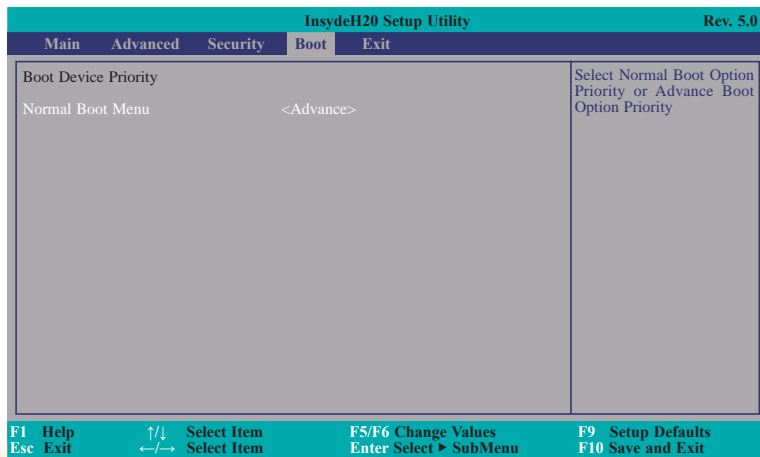 InsydeH20 Setup Utility Rev. 5.0
Main Advanced Security Boot Exit
Boot Device Priority
Normal Boot Menu <Advance>
Select Normal Boot Option
Priority or Advance Boot
Option Priority
F1 Help ↑/↓ Select Item F5/F6 Change Values F9 Setup Defaults
Esc Exit ←/→ Select Item Enter Select ► SubMenu F10 Save and Exit